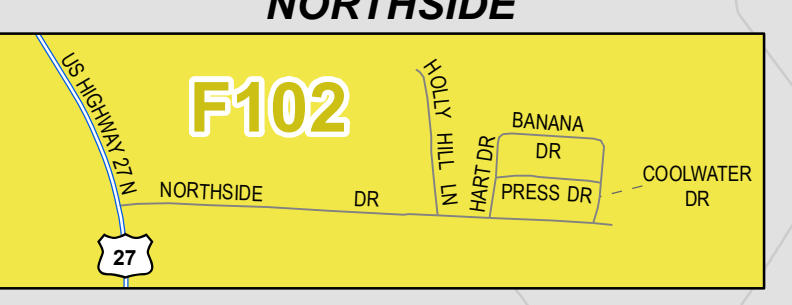 NORTHSIDE
US HIGHWAY 27 N
F102
HOLLY HILL LN
HART DR
BANANA
DR
PRESS DR
COOLWATER
DR
NORTHSIDE DR
27